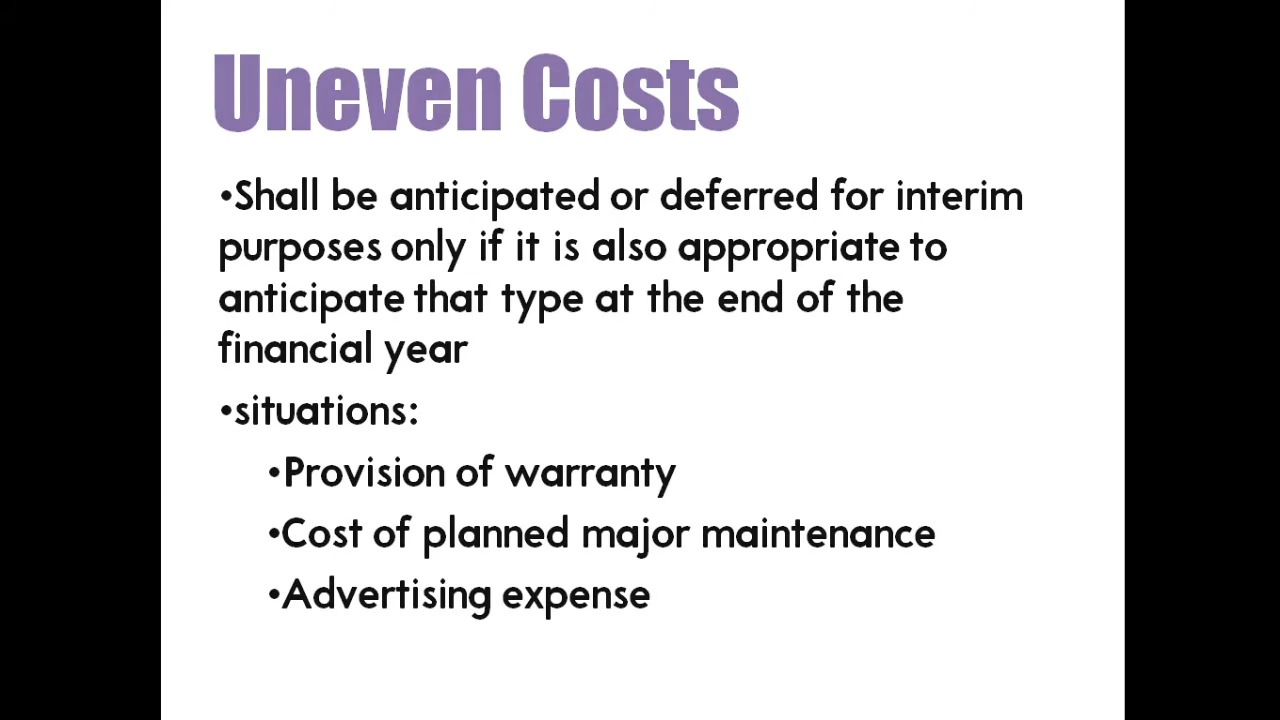 Uneven Costs
•Shall be anticipated or deferred for interim
purposes only if it is also appropriate to
anticipate that type at the end of the
financial year
•situations:
•Provision of warranty
•Cost of planned major maintenance
•Advertising expense